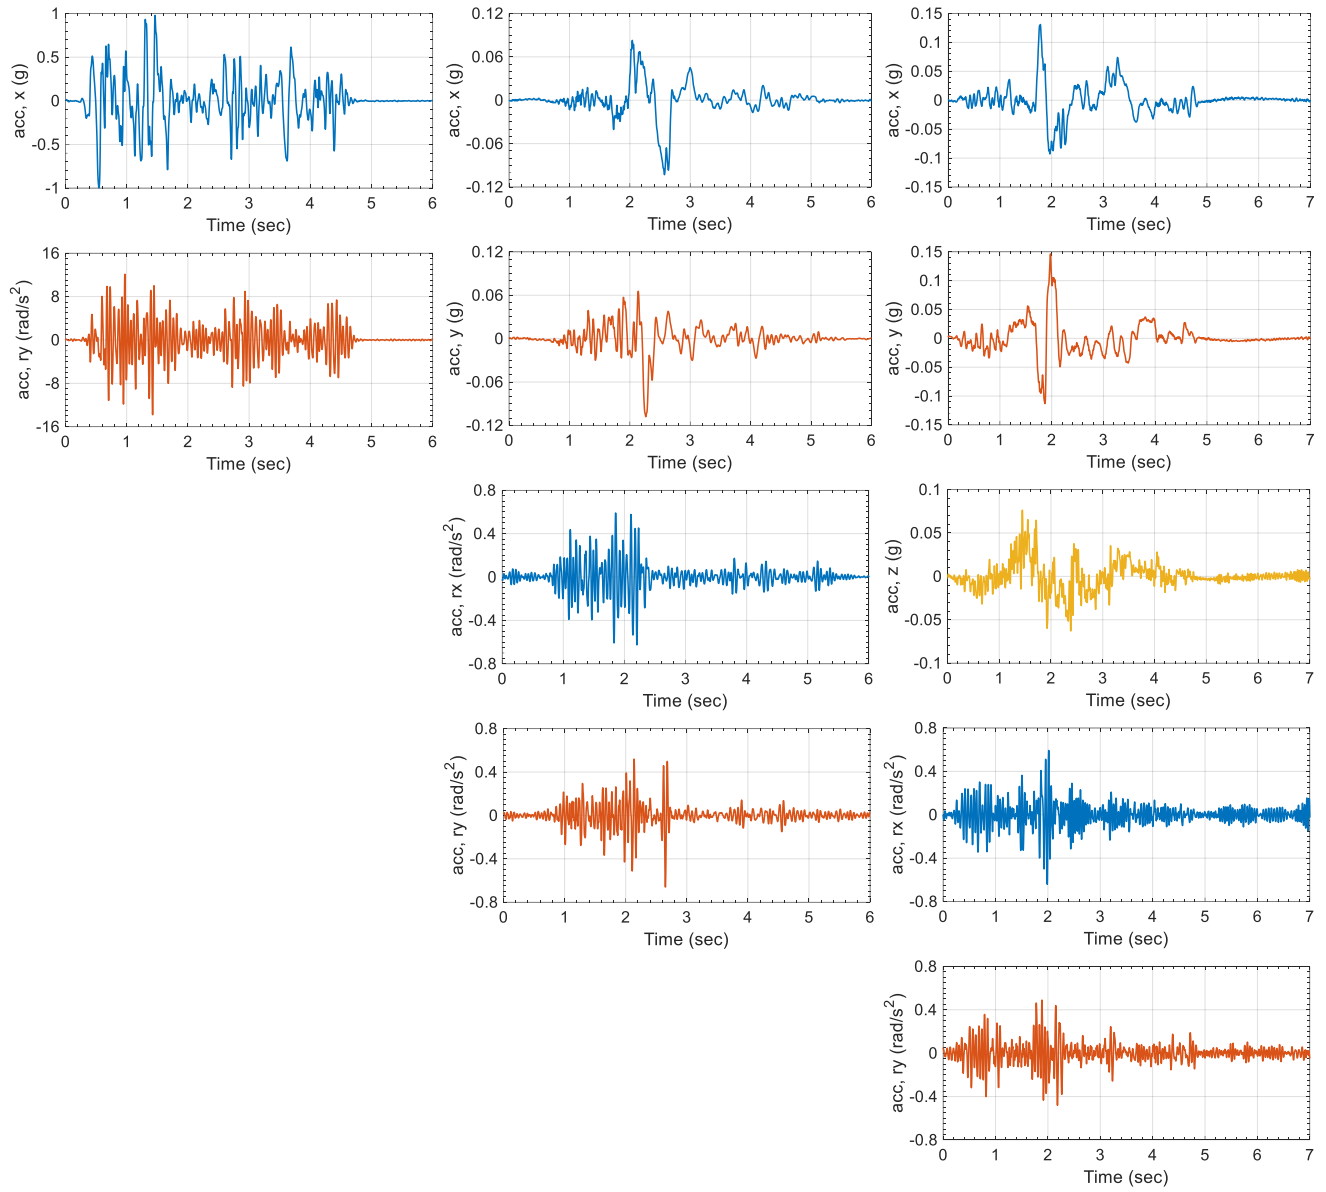 acc, x (g)
1
0.5
0
-0.5
-1
0 1 2 3 4 5 6
Time (sec)
acc, x (g)
0.12
0.06
0
-0.06
-0.12
0 1 2 3 4 5 6
Time (sec)
acc, x (g)
0.15
0.1
0.05
0
-0.05
-0.1
-0.15
0 1 2 3 4 5 6 7
Time (sec)
acc, ry (rad/s²)
16
8
0
-8
-16
0 1 2 3 4 5 6
Time (sec)
acc, y (g)
0.12
0.06
0
-0.06
-0.12
0 1 2 3 4 5 6
Time (sec)
acc, y (g)
0.15
0.1
0.05
0
-0.05
-0.1
-0.15
0 1 2 3 4 5 6 7
Time (sec)
acc, rx (rad/s²)
0.8
0.4
0
-0.4
-0.8
0 1 2 3 4 5 6
Time (sec)
acc, z (g)
0.1
0.05
0
-0.05
-0.1
0 1 2 3 4 5 6 7
Time (sec)
acc, ry (rad/s²)
0.8
0.4
0
-0.4
-0.8
0 1 2 3 4 5 6
Time (sec)
acc, rx (rad/s²)
0.8
0.4
0
-0.4
-0.8
0 1 2 3 4 5 6 7
Time (sec)
acc, ry (rad/s²)
0.8
0.4
0
-0.4
-0.8
0 1 2 3 4 5 6 7
Time (sec)